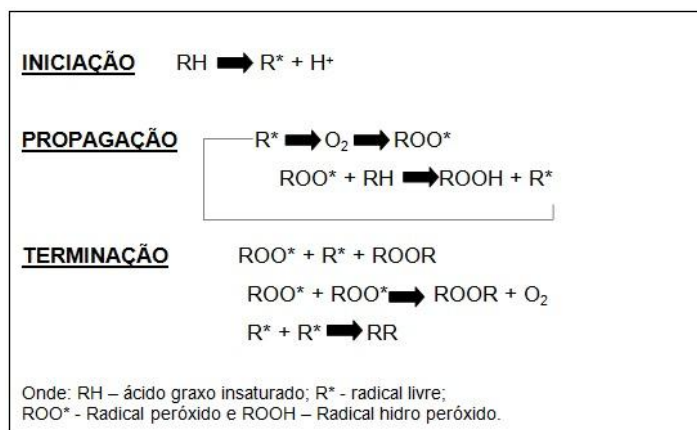 INICIAÇÃO RH ➡ R* + H⁺
PROPAGAÇÃO R* ➡ O₂ ➡ ROO*
ROO* + RH ➡ ROOH + R*
TERMINAÇÃO ROO* + R* + ROOR
ROO* + ROO* ➡ ROOR + O₂
R* + R* ➡ RR
Onde: RH – ácido graxo insaturado; R* - radical livre;
ROO* - Radical peróxido e ROOH – Radical hidro peróxido.